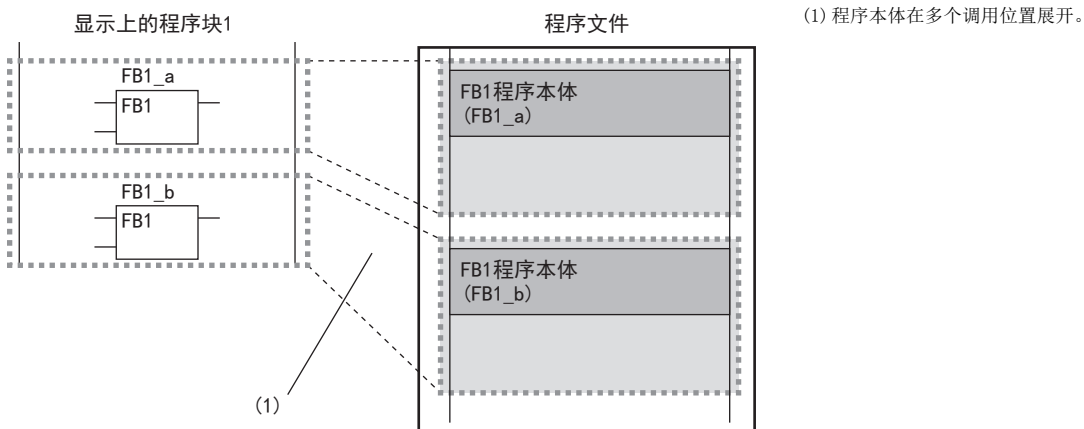 显示上的程序块1
程序文件
(1) 程序本体在多个调用位置展开。
FB1_a
FB1
FB1程序本体
(FB1_a)
FB1_b
FB1
FB1程序本体
(FB1_b)
(1)